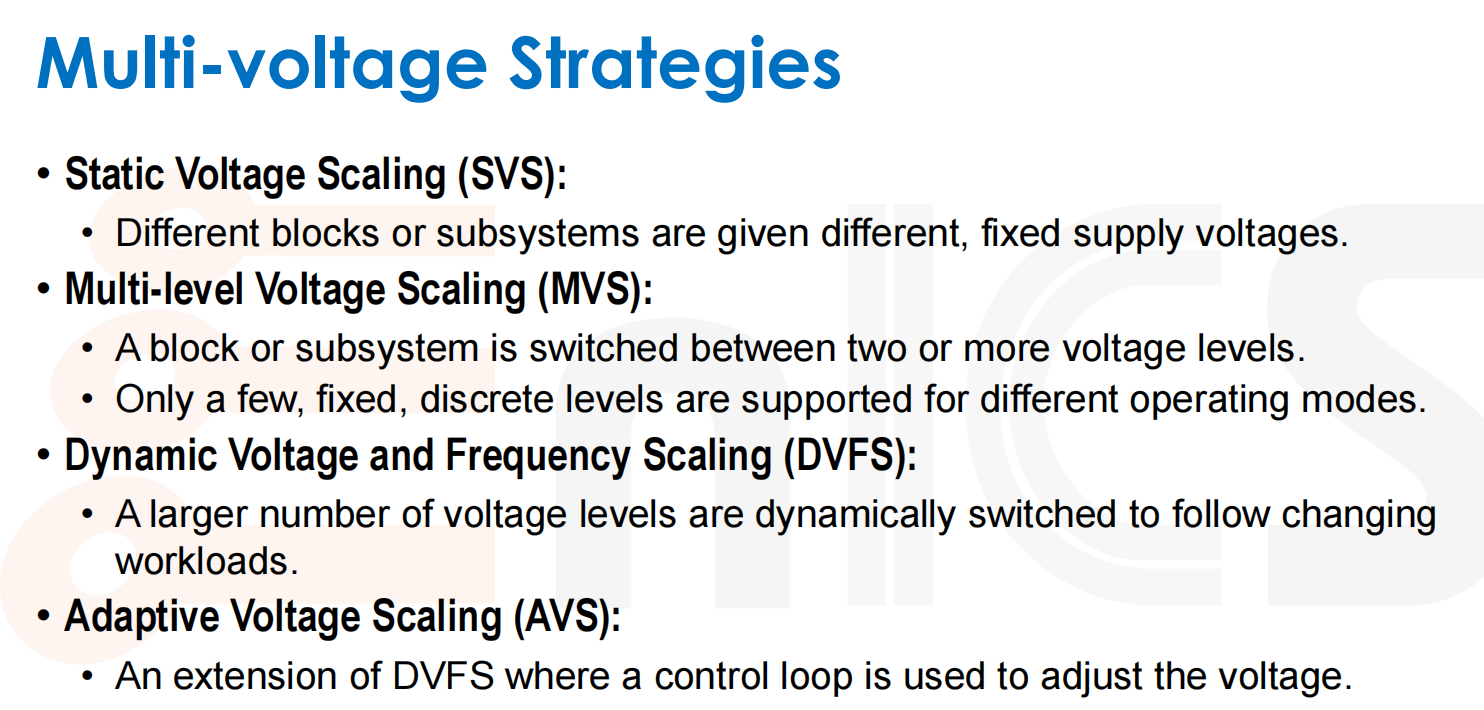 Multi-voltage Strategies
• Static Voltage Scaling (SVS):
• Different blocks or subsystems are given different, fixed supply voltages.
• Multi-level Voltage Scaling (MVS):
• A block or subsystem is switched between two or more voltage levels.
• Only a few, fixed, discrete levels are supported for different operating modes.
• Dynamic Voltage and Frequency Scaling (DVFS):
• A larger number of voltage levels are dynamically switched to follow changing
workloads.
• Adaptive Voltage Scaling (AVS):
• An extension of DVFS where a control loop is used to adjust the voltage.
EnICS